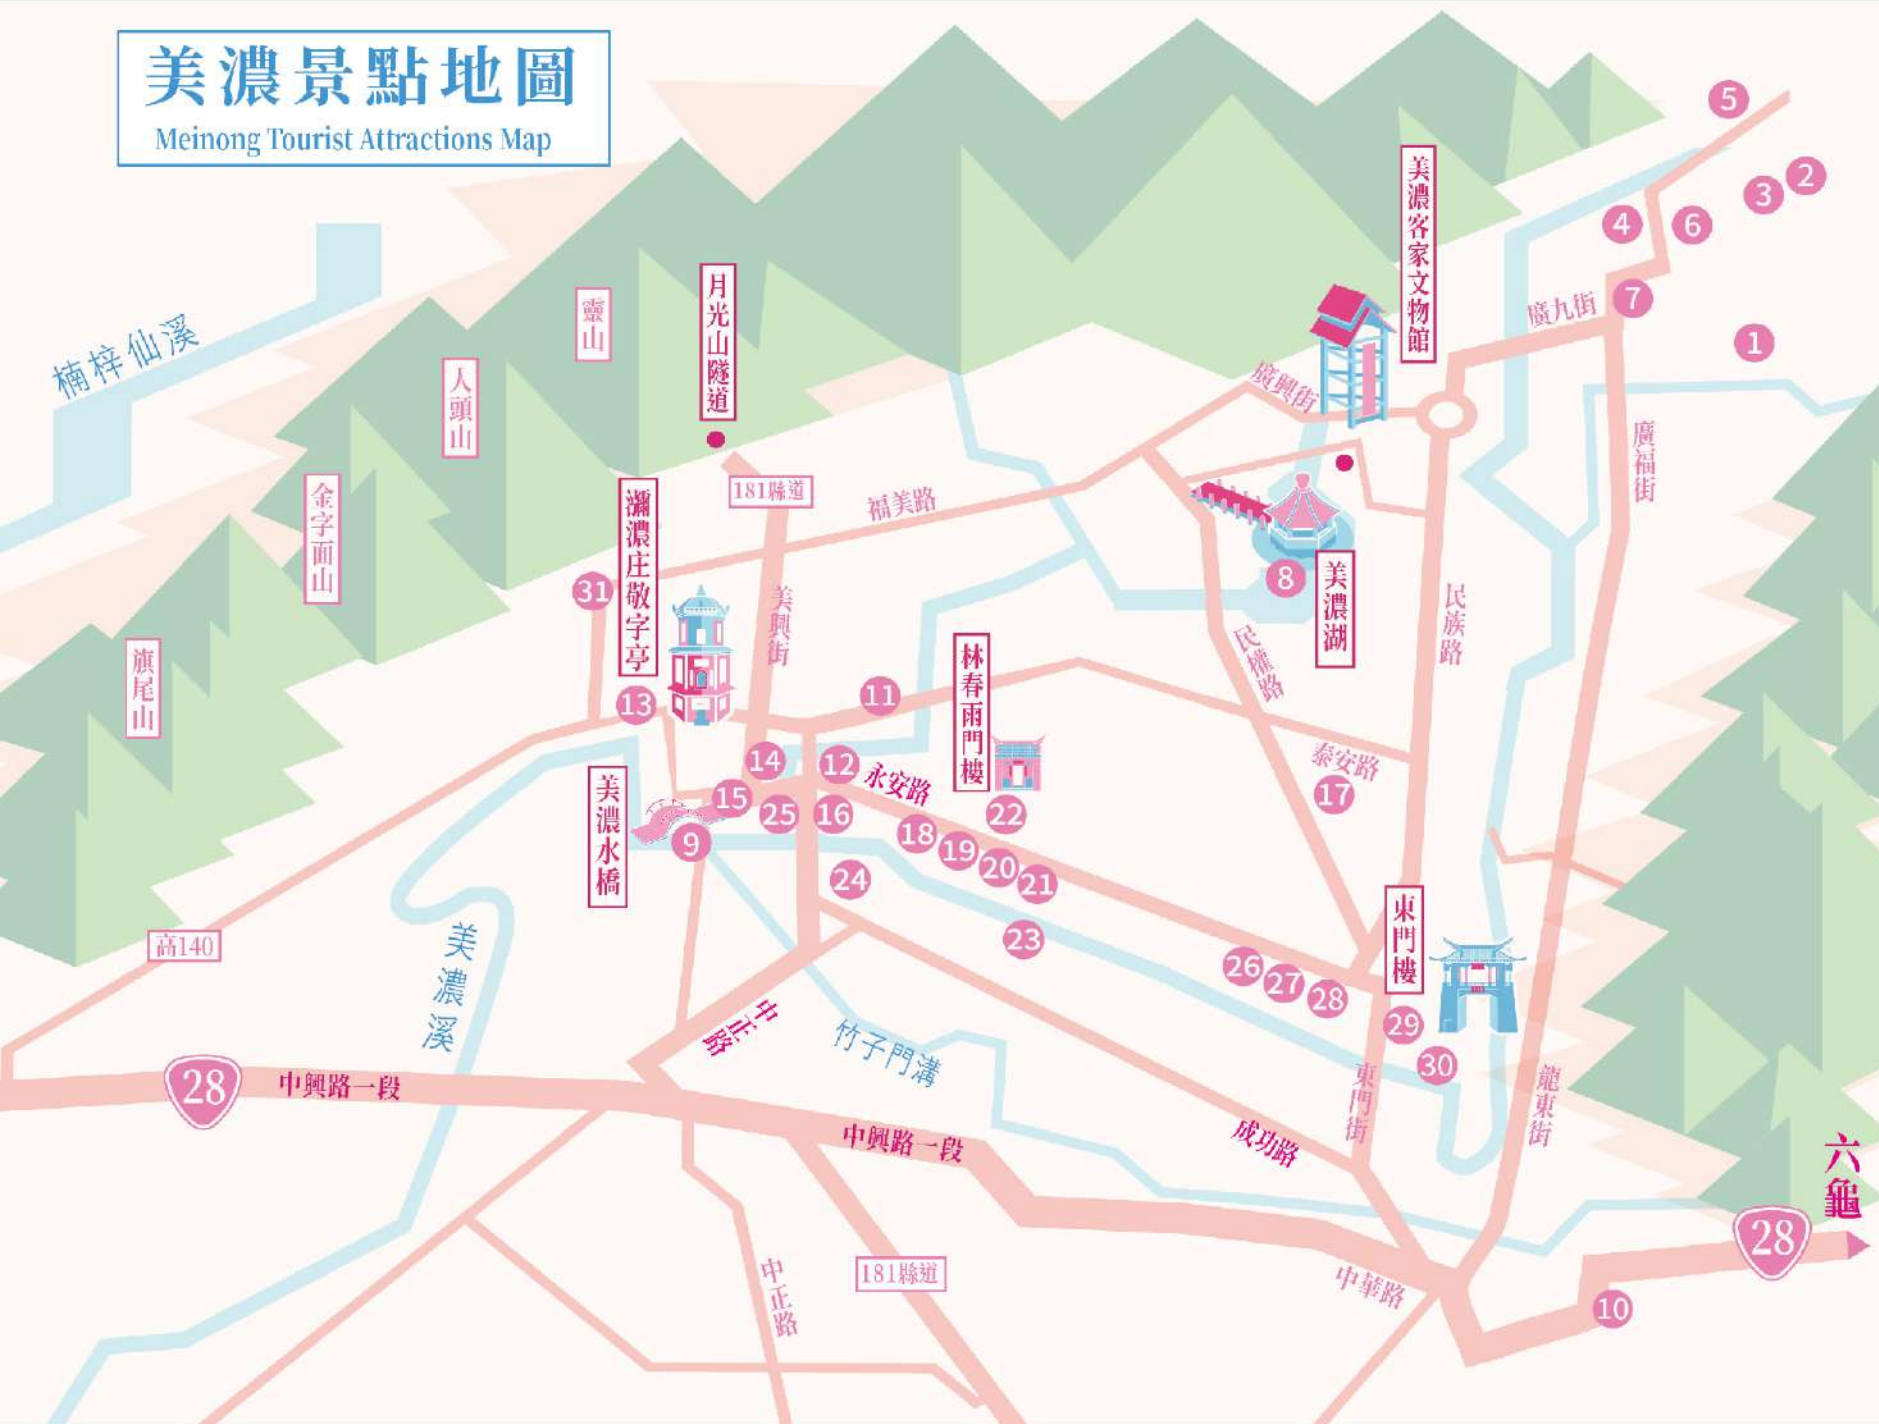 美濃景點地圖
Meinong Tourist Attractions Map
5
2
3
4
6
7
1
美濃客家文物館
廣九街
楠梓仙溪
靈山
月光山隧道
人頭山
廣興街
廣福街
金字面山
瀰濃庄敬字亭
181縣道
福美路
8
美濃湖
31
美興街
民族路
民權路
旗尾山
林春雨門樓
13
11
14
12
永安路
泰安路
17
美濃水橋
15
25
16
22
9
18
19
20
21
24
23
東門樓
高140
美濃溪
26
27
28
29
30
中正路
竹子門溝
28
中興路一段
東門街
龍東街
中興路一段
成功路
六龜
28
中正路
181縣道
中華路
10